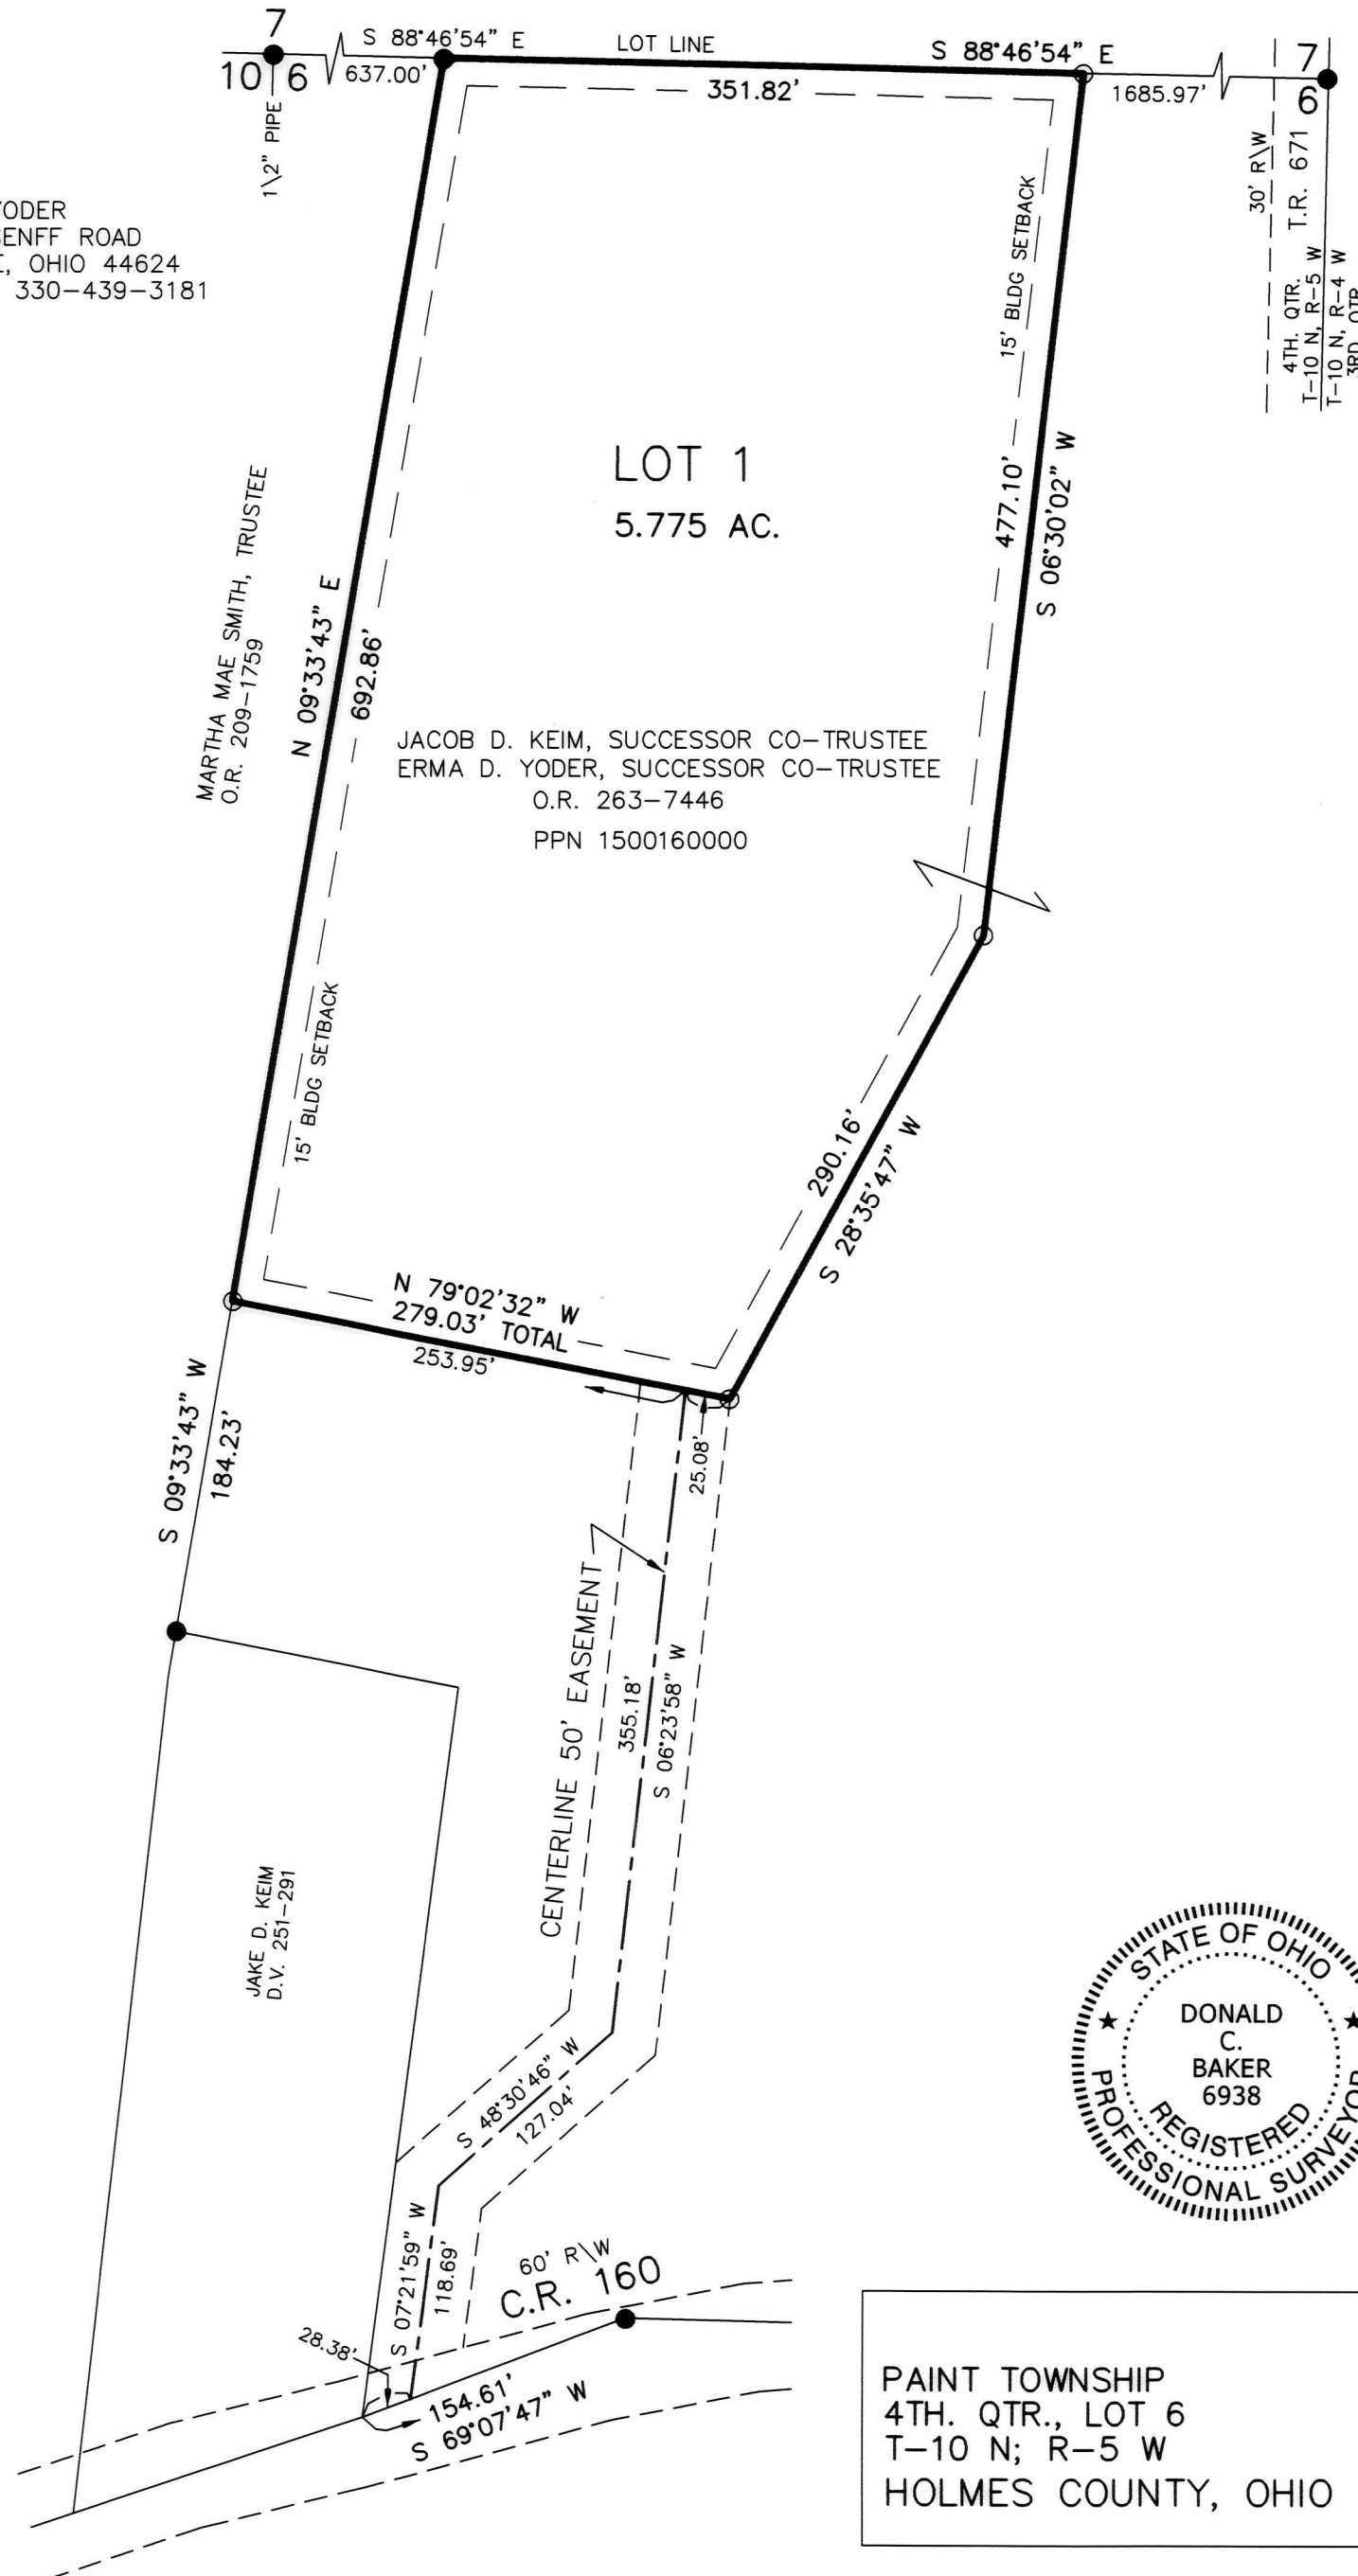 7
10 6
1\2" PIPE
S 88°46'54" E
637.00'
LOT LINE
S 88°46'54" E
351.82'
1685.97'
7
6
30' R\W
T.R. 671
4TH. QTR.
T-10 N, R-5 W
T-10 N, R-4 W
3RD. QTR.
YODER
SENFF ROAD
OHIO 44624
330-439-3181
15' BLDG SETBACK
LOT 1
5.775 AC.
477.10'
S 06°30'02" W
MARTHA MAE SMITH, TRUSTEE
O.R. 209-1759
N 09°33'43" E
692.86'
JACOB D. KEIM, SUCCESSOR CO-TRUSTEE
ERMA D. YODER, SUCCESSOR CO-TRUSTEE
O.R. 263-7446
PPN 1500160000
15' BLDG SETBACK
290.16'
S 28°35'47" W
N 79°02'32" W
279.03' TOTAL
253.95'
S 09°33'43" W
184.23'
25.08'
CENTERLINE 50' EASEMENT
355.18'
S 06°23'58" W
JAKE D. KEIM
D.V. 251-291
S 48°30'46" W
127.04'
S 07°21'59" W
118.69'
60' R\W
C.R. 160
28.38'
154.61'
S 69°07'47" W
STATE OF OHIO
DONALD
C.
BAKER
6938
REGISTERED
PROFESSIONAL SURVEYOR
PAINT TOWNSHIP
4TH. QTR., LOT 6
T-10 N; R-5 W
HOLMES COUNTY, OHIO